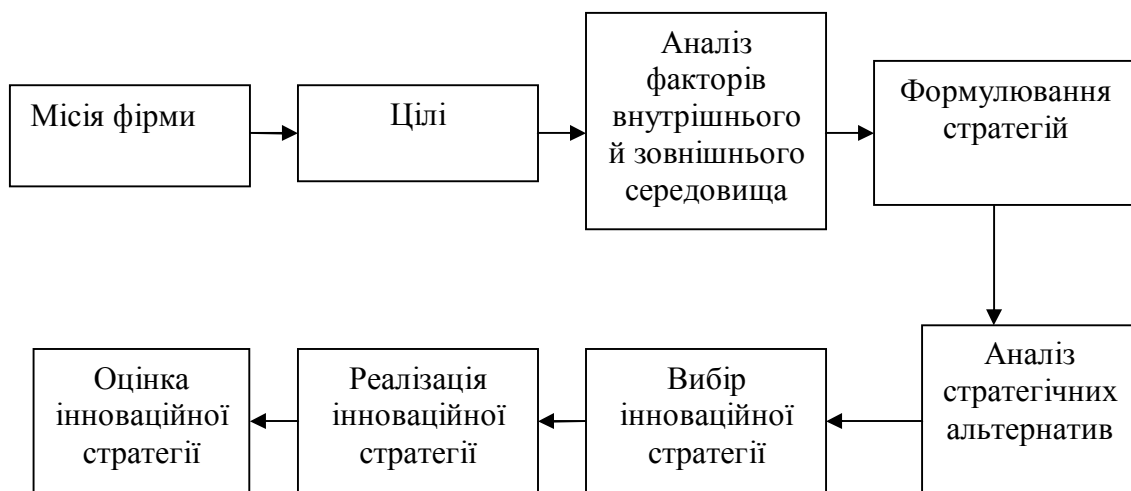 Місія фірми
Цілі
Аналіз
факторів
внутрішнього
й зовнішнього
середовища
Формулювання
стратегій
Аналіз
стратегічних
альтернатив
Вибір
інноваційної
стратегії
Реалізація
інноваційної
стратегії
Оцінка
інноваційної
стратегії